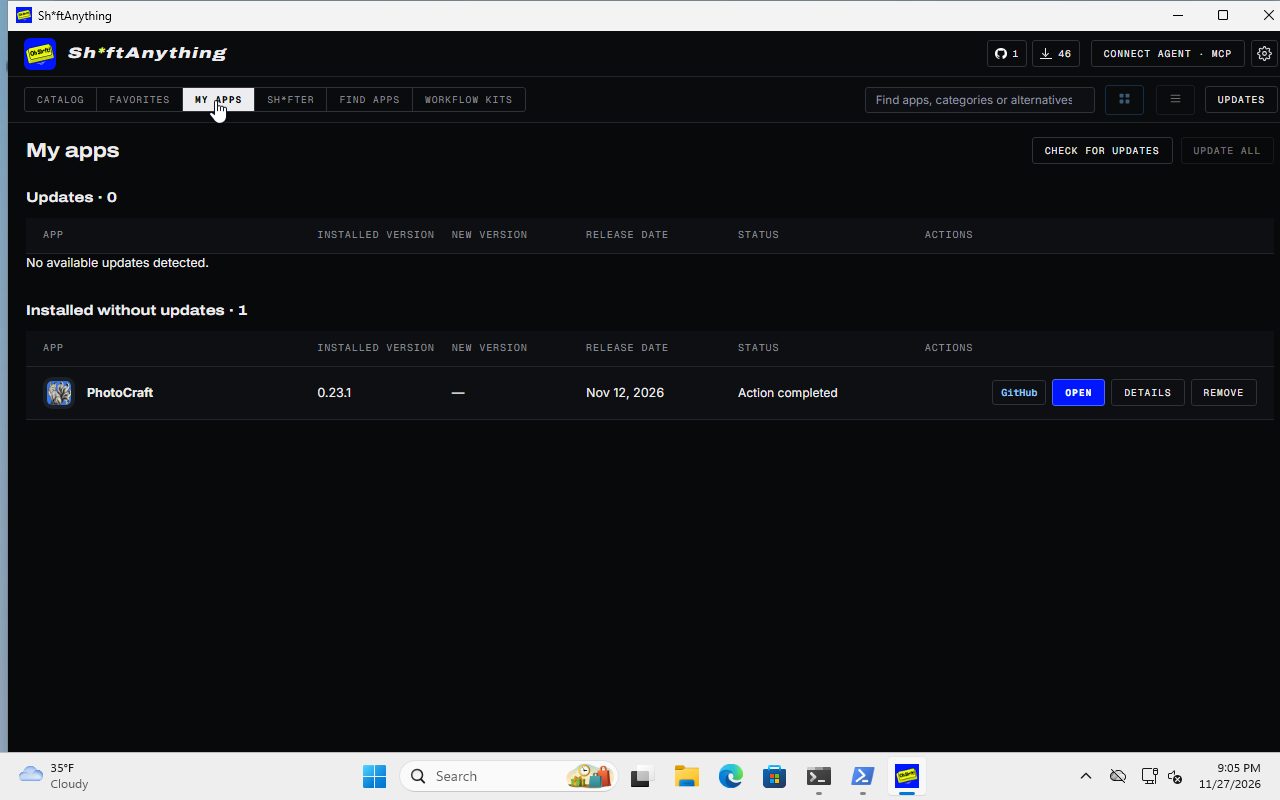 Sh*ftAnything
Oh Sh*ft! Sh*ftAnything 1 46 CONNECT AGENT · MCP
CATALOG FAVORITES MY APPS SH*FTER FIND APPS WORKFLOW KITS Find apps, categories or alternatives UPDATES
My apps CHECK FOR UPDATES UPDATE ALL
Updates · 0
APP INSTALLED VERSION NEW VERSION RELEASE DATE STATUS ACTIONS
No available updates detected.
Installed without updates · 1
APP INSTALLED VERSION NEW VERSION RELEASE DATE STATUS ACTIONS
PhotoCraft 0.23.1 — Nov 12, 2026 Action completed GitHub OPEN DETAILS REMOVE
35°F
Cloudy
Search
9:05 PM
11/27/2026